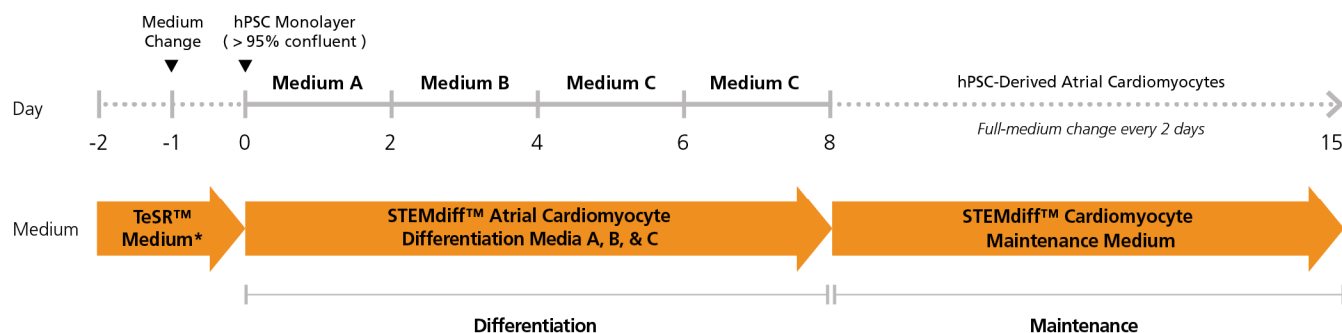 Medium
Change
hPSC Monolayer
( > 95% confluent )
Medium A
Medium B
Medium C
Medium C
hPSC-Derived Atrial Cardiomyocytes
Day
Full-medium change every 2 days
-2
-1
0
2
4
6
8
15
Medium
TeSR™
Medium*
STEMdiff™ Atrial Cardiomyocyte
Differentiation Media A, B, & C
STEMdiff™ Cardiomyocyte
Maintenance Medium
Differentiation
Maintenance